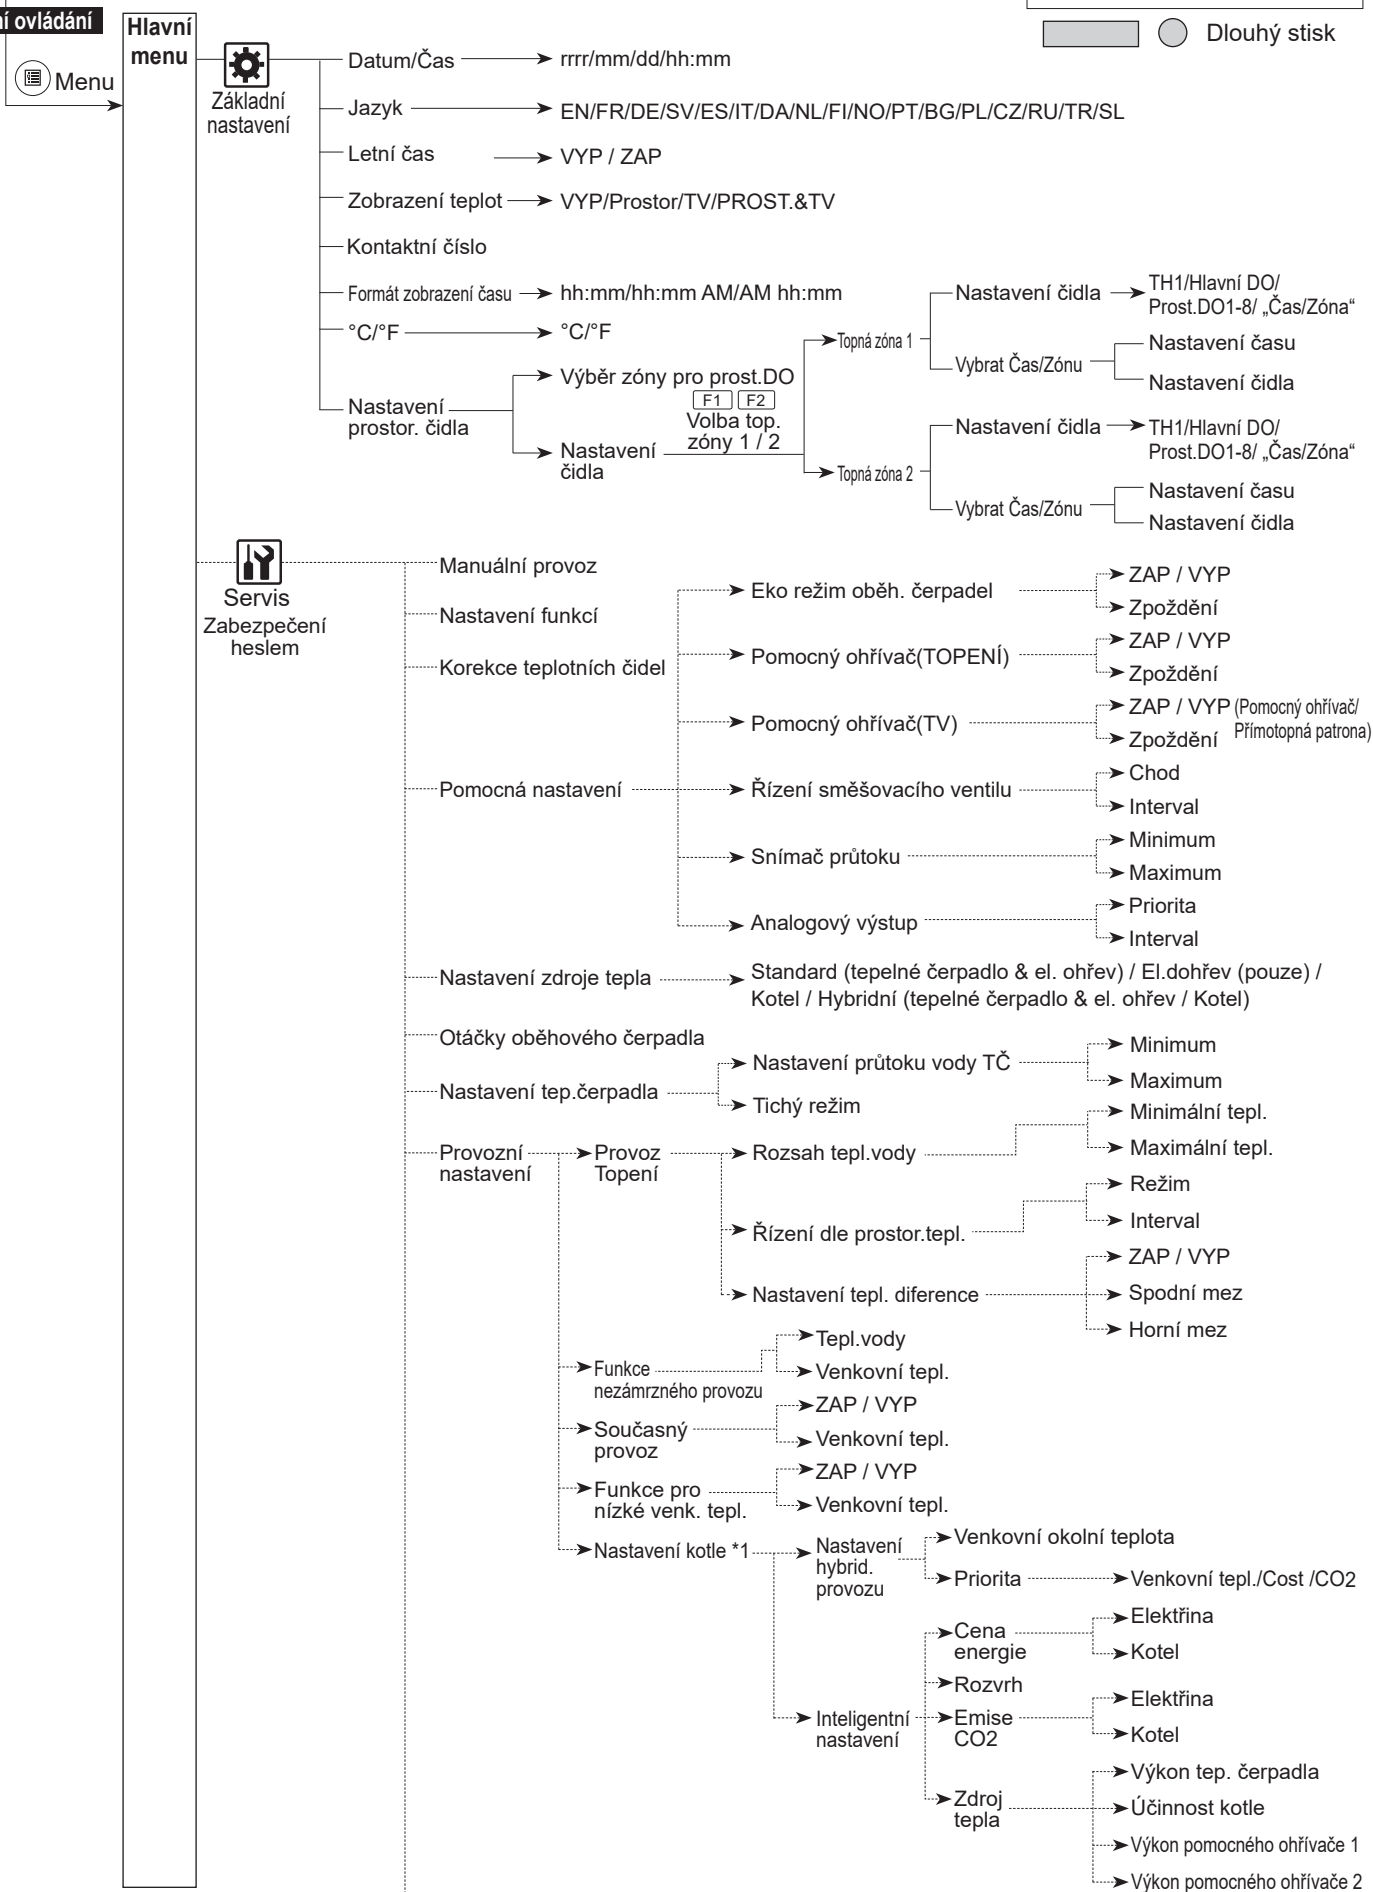 ní ovládání
Hlavní
menu
Dlouhý stisk
Menu
Základní
nastavení
Datum/Čas
rrrr/mm/dd/hh:mm
Jazyk
EN/FR/DE/SV/ES/IT/DA/NL/FI/NO/PT/BG/PL/CZ/RU/TR/SL
Letní čas
VYP / ZAP
Zobrazení teplot
VYP/Prostor/TV/PROST.&TV
Kontaktní číslo
Formát zobrazení času
hh:mm/hh:mm AM/AM hh:mm
°C/°F
°C/°F
Nastavení
prostor. čidla
Výběr zóny pro prost.DO
F1 F2
Volba top.
zóny 1 / 2
Nastavení
čidla
Topná zóna 1
Nastavení čidla
TH1/Hlavní DO/
Prost.DO1-8/ „Čas/Zóna“
Vybrat Čas/Zónu
Nastavení času
Nastavení čidla
Topná zóna 2
Nastavení čidla
TH1/Hlavní DO/
Prost.DO1-8/ „Čas/Zóna“
Vybrat Čas/Zónu
Nastavení času
Nastavení čidla
Servis
Zabezpečení
heslem
Manuální provoz
Nastavení funkcí
Korekce teplotních čidel
Pomocná nastavení
Eko režim oběh. čerpadel
ZAP / VYP
Zpoždění
Pomocný ohřívač(TOPENÍ)
ZAP / VYP
Zpoždění
Pomocný ohřívač(TV)
ZAP / VYP (Pomocný ohřívač/
Zpoždění Přímotopná patrona)
Řízení směšovacího ventilu
Chod
Interval
Snímač průtoku
Minimum
Maximum
Analogový výstup
Priorita
Interval
Nastavení zdroje tepla
Standard (tepelné čerpadlo & el. ohřev) / El.dohřev (pouze) /
Kotel / Hybridní (tepelné čerpadlo & el. ohřev / Kotel)
Otáčky oběhového čerpadla
Nastavení tep.čerpadla
Nastavení průtoku vody TČ
Minimum
Maximum
Tichý režim
Provozní
nastavení
Provoz
Topení
Rozsah tepl.vody
Minimální tepl.
Maximální tepl.
Řízení dle prostor.tepl.
Režim
Interval
Nastavení tepl. diference
ZAP / VYP
Spodní mez
Horní mez
Funkce
nezámrzného provozu
Tepl.vody
Venkovní tepl.
Současný
provoz
ZAP / VYP
Venkovní tepl.
Funkce pro
nízké venk. tepl.
ZAP / VYP
Venkovní tepl.
Nastavení kotle *1
Nastavení
hybrid.
provozu
Venkovní okolní teplota
Priorita
Venkovní tepl./Cost /CO2
Inteligentní
nastavení
Cena
energie
Elektřina
Kotel
Rozvrh
Emise
CO2
Elektřina
Kotel
Zdroj
tepla
Výkon tep. čerpadla
Účinnost kotle
Výkon pomocného ohřívače 1
Výkon pomocného ohřívače 2